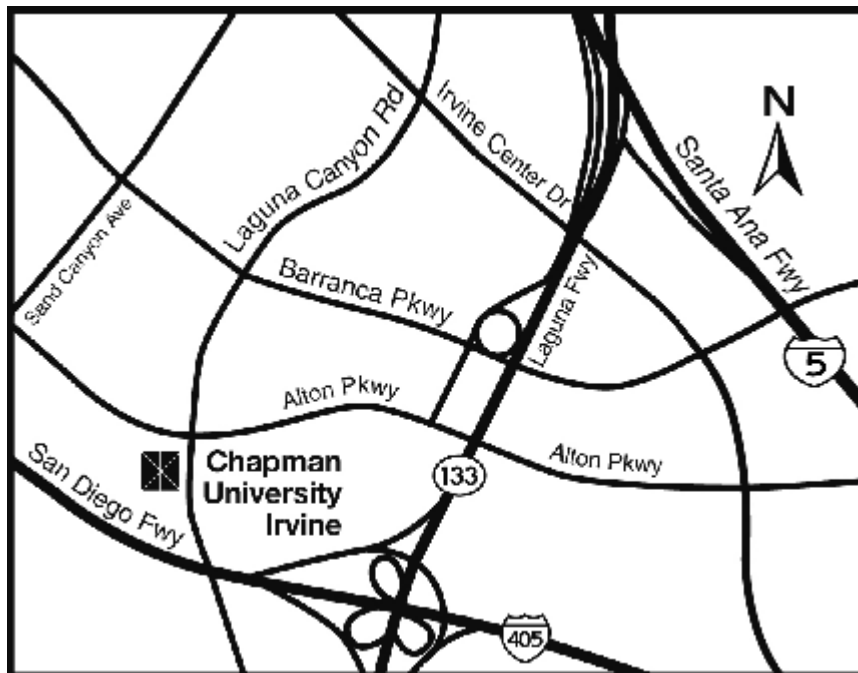 N
Irvine Center Dr
Laguna Canyon Rd
Santa Ana Fwy
Sand Canyon Ave
Barranca Pkwy
Laguna Fwy
5
Alton Pkwy
Alton Pkwy
133
San Diego Fwy
Chapman
University
Irvine
405